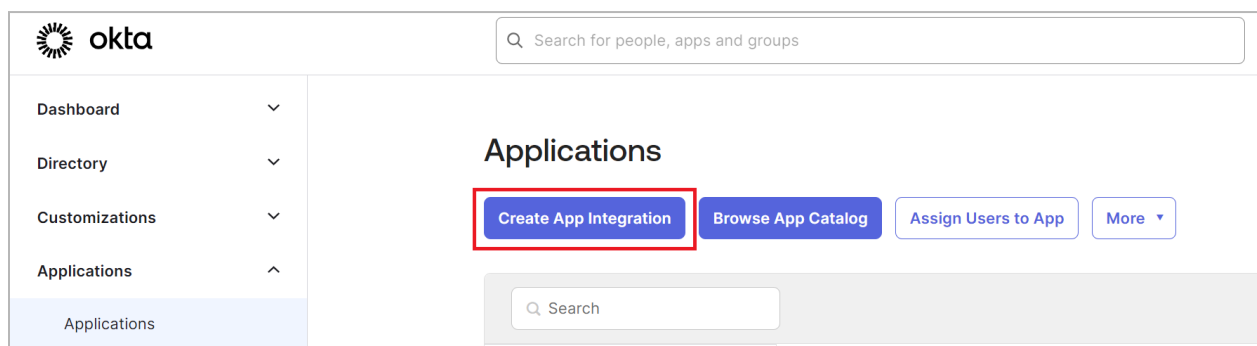 okta
Search for people, apps and groups
Dashboard
Directory
Customizations
Applications
Applications
Applications
Create App Integration
Browse App Catalog
Assign Users to App
More
Search